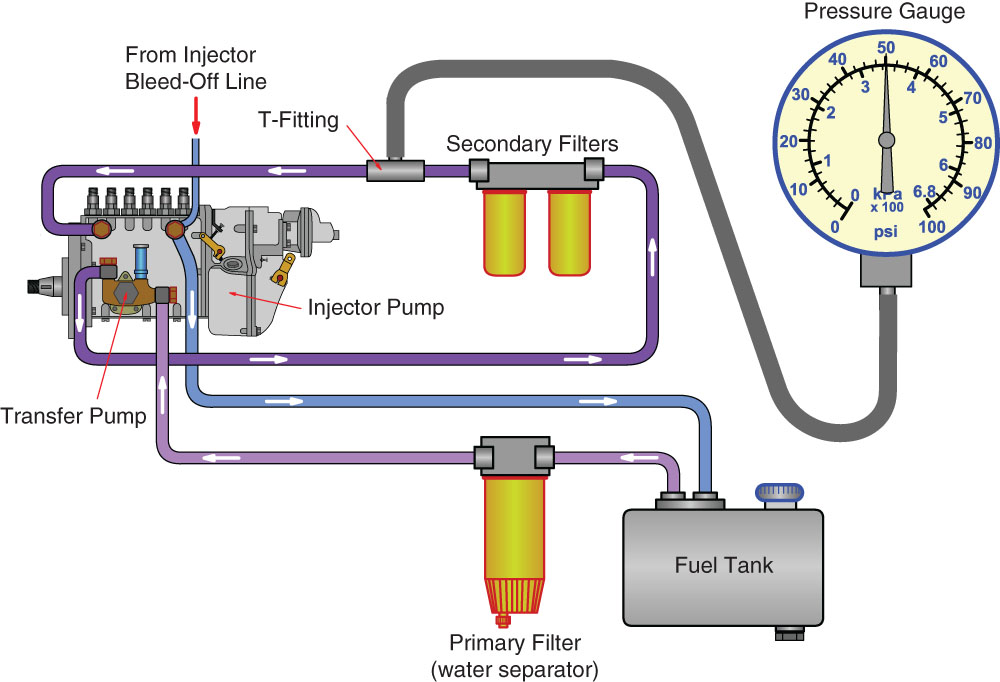 Pressure Gauge
From Injector
Bleed-Off Line
T-Fitting
Secondary Filters
50
40
60
30
70
20
80
10
90
0
100
3
4
2
5
1
6
0
6.8
kPa
x 100
psi
Injector Pump
Transfer Pump
Fuel Tank
Primary Filter
(water separator)